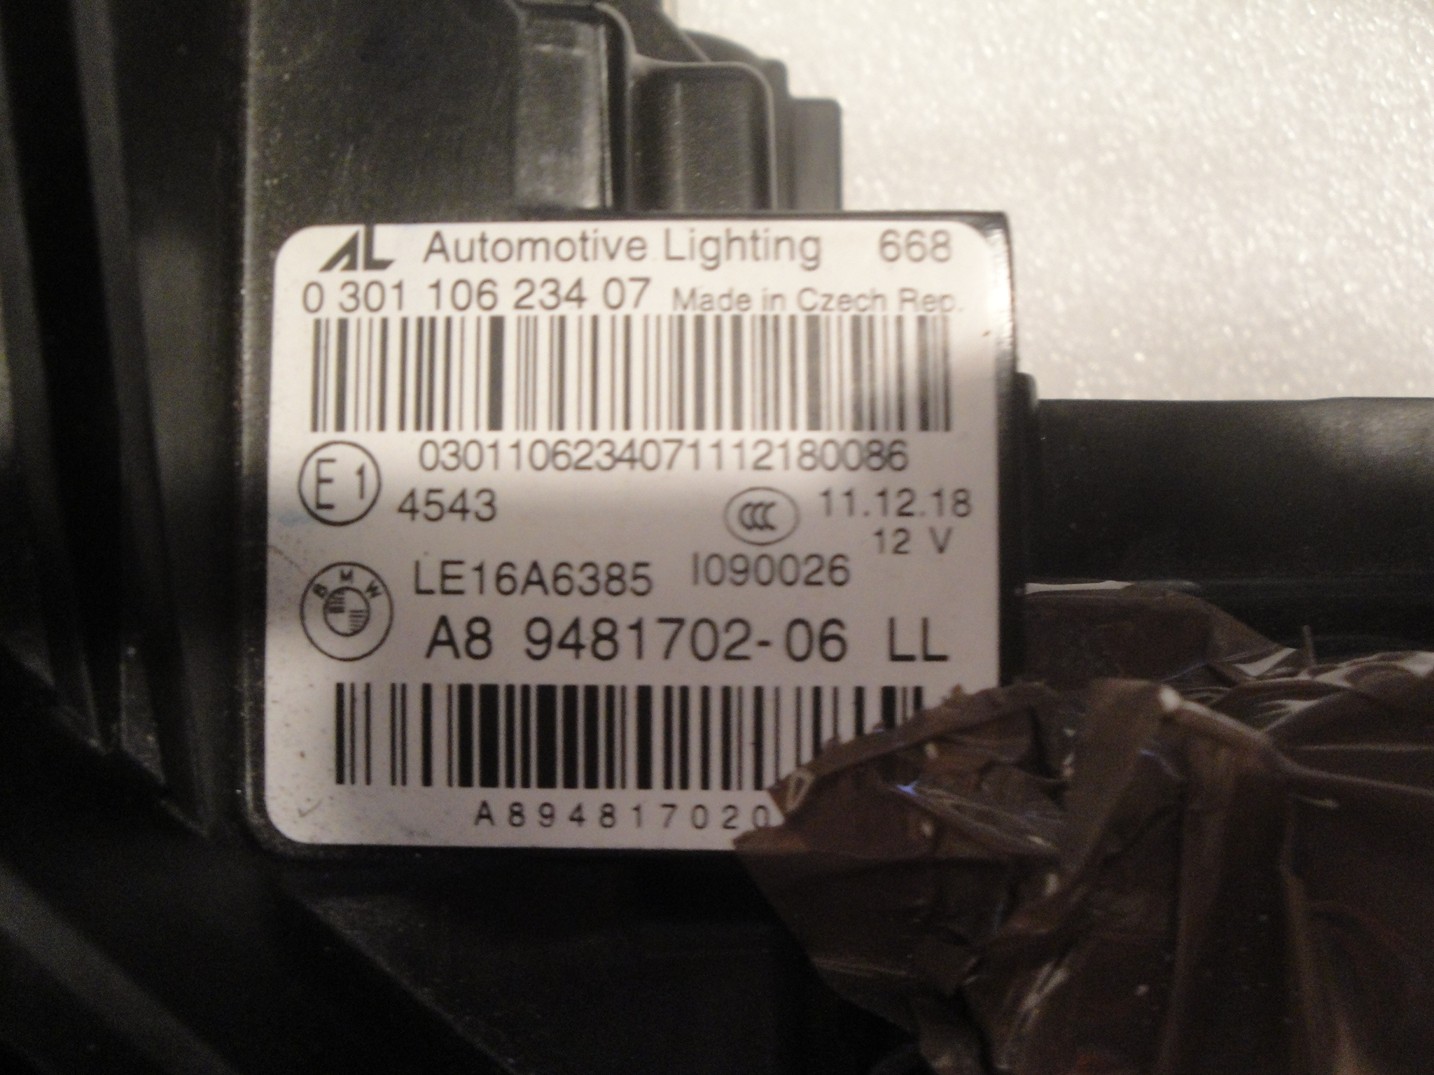 AL Automotive Lighting 668
0 301 106 234 07 Made in Czech Rep.
0301106234071112180086
E1 4543 CCC 11.12.18
12 V
BMW LE16A6385 I090026
A8 9481702-06 LL
A894817020